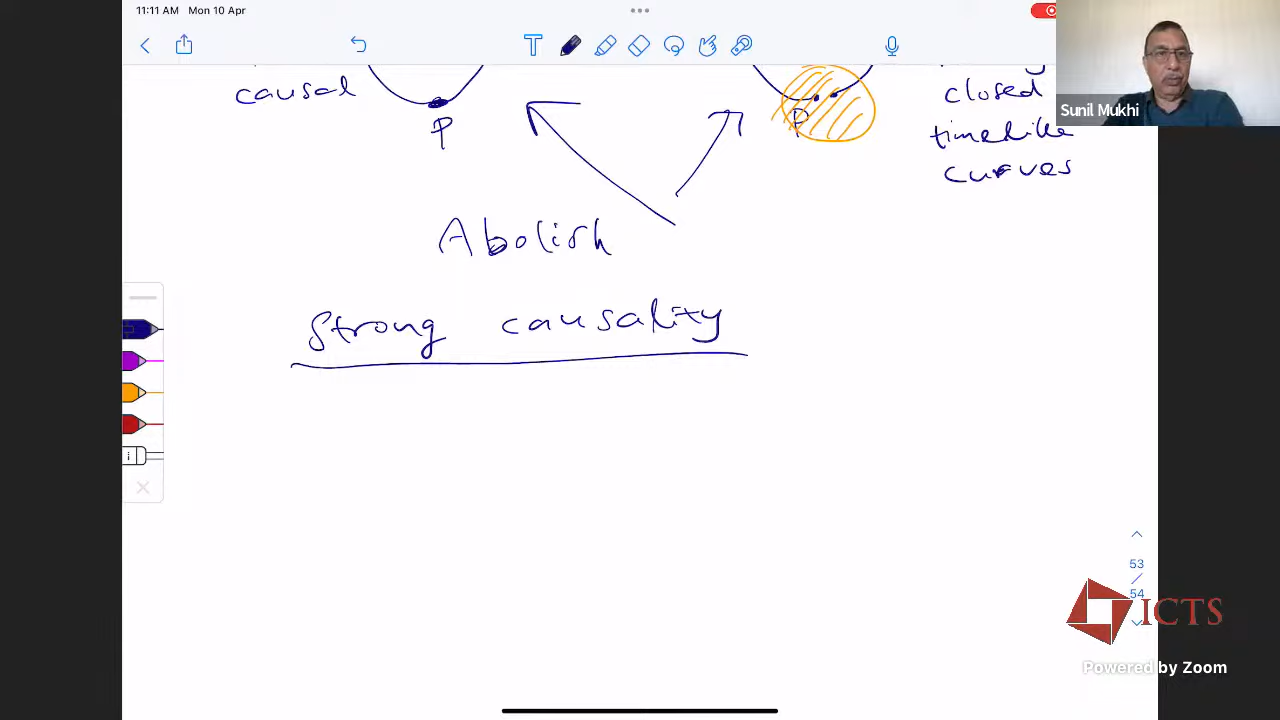 11:11 AM Mon 10 Apr
causal
P
P
closed
timelike
curves
Sunil Mukhi
Abolish
Strong causality
53
/
54
ICTS
Powered by Zoom